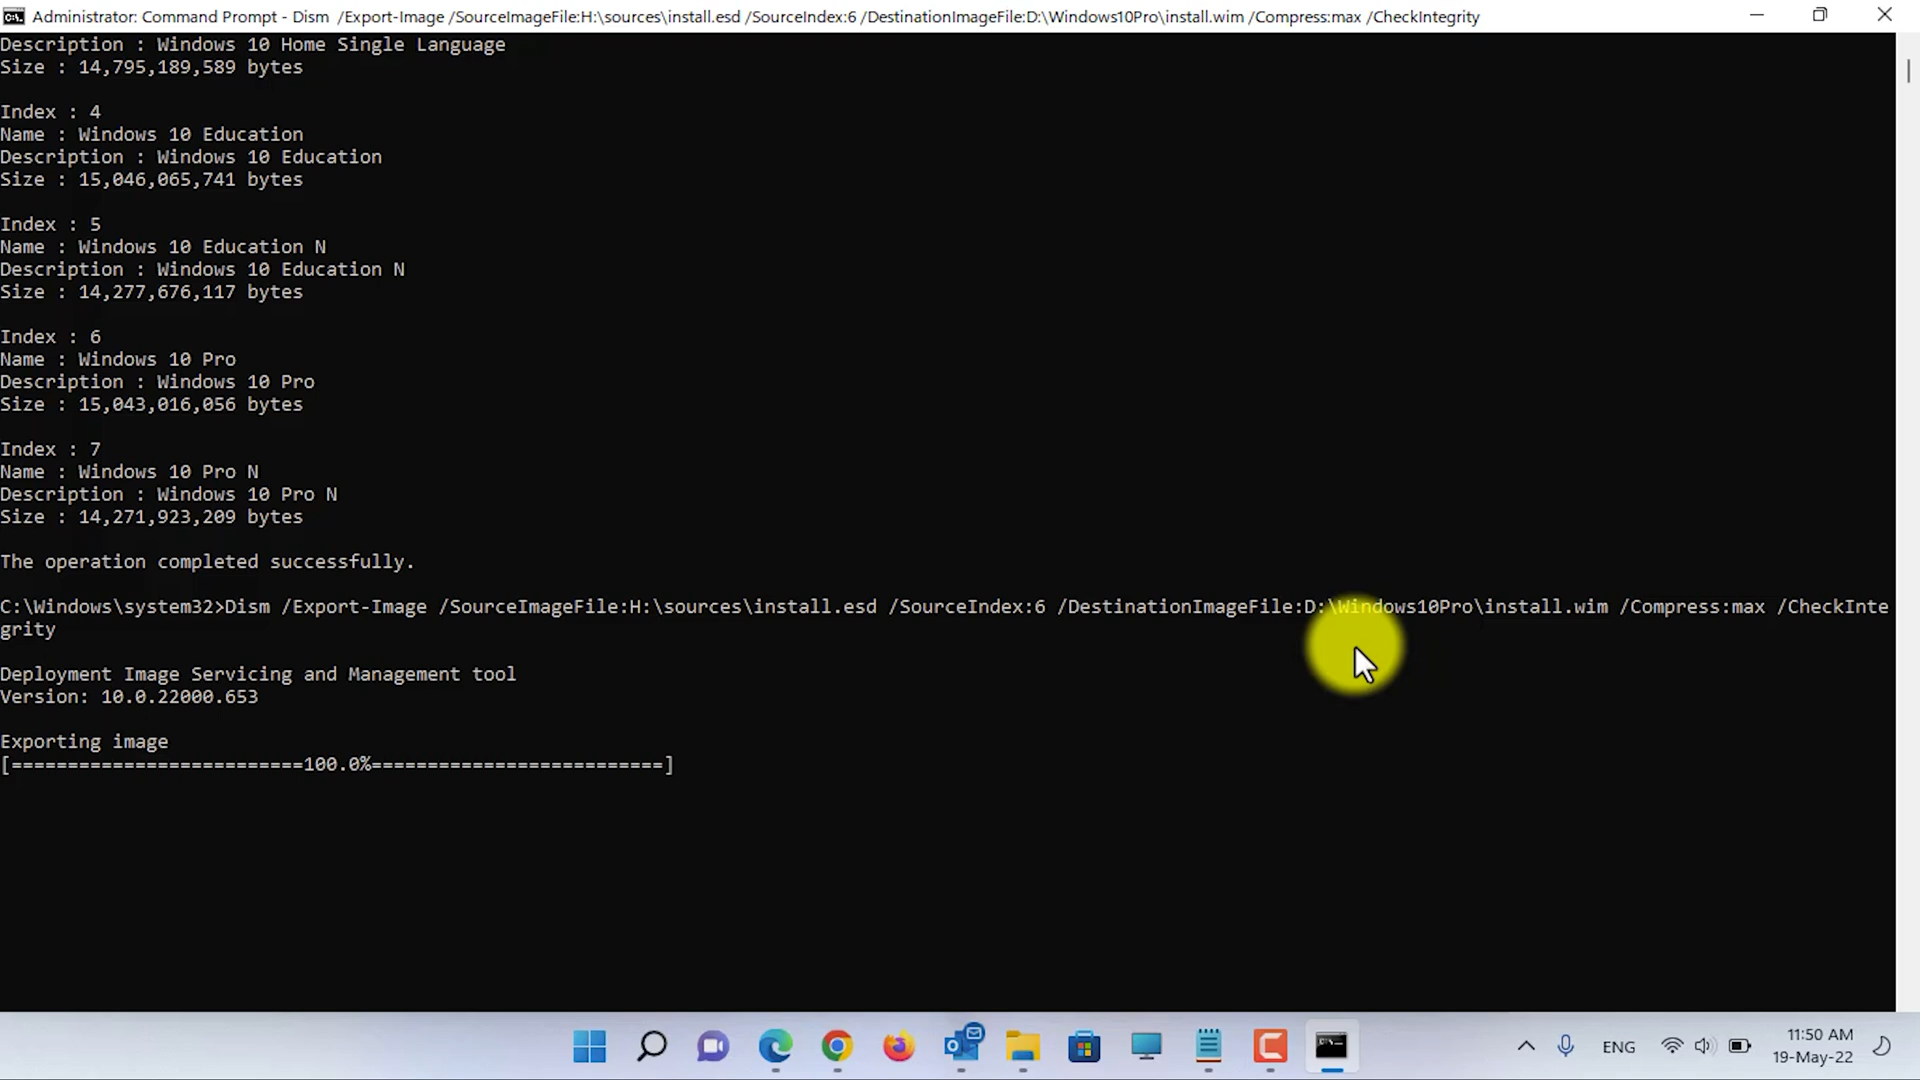 Administrator: Command Prompt - Dism /Export-Image /SourceImageFile:H:\sources\install.esd /SourceIndex:6 /DestinationImageFile:D:\Windows10Pro\install.wim /Compress:max /CheckIntegrity
Description : Windows 10 Home Single Language
Size : 14,795,189,589 bytes
Index : 4
Name : Windows 10 Education
Description : Windows 10 Education
Size : 15,046,065,741 bytes
Index : 5
Name : Windows 10 Education N
Description : Windows 10 Education N
Size : 14,277,676,117 bytes
Index : 6
Name : Windows 10 Pro
Description : Windows 10 Pro
Size : 15,043,016,056 bytes
Index : 7
Name : Windows 10 Pro N
Description : Windows 10 Pro N
Size : 14,271,923,209 bytes
The operation completed successfully.
C:\Windows\system32>Dism /Export-Image /SourceImageFile:H:\sources\install.esd /SourceIndex:6 /DestinationImageFile:D:\Windows10Pro\install.wim /Compress:max /CheckInte
grity
Deployment Image Servicing and Management tool
Version: 10.0.22000.653
Exporting image
[==========================100.0%==========================]
ENG
11:50 AM
19-May-22